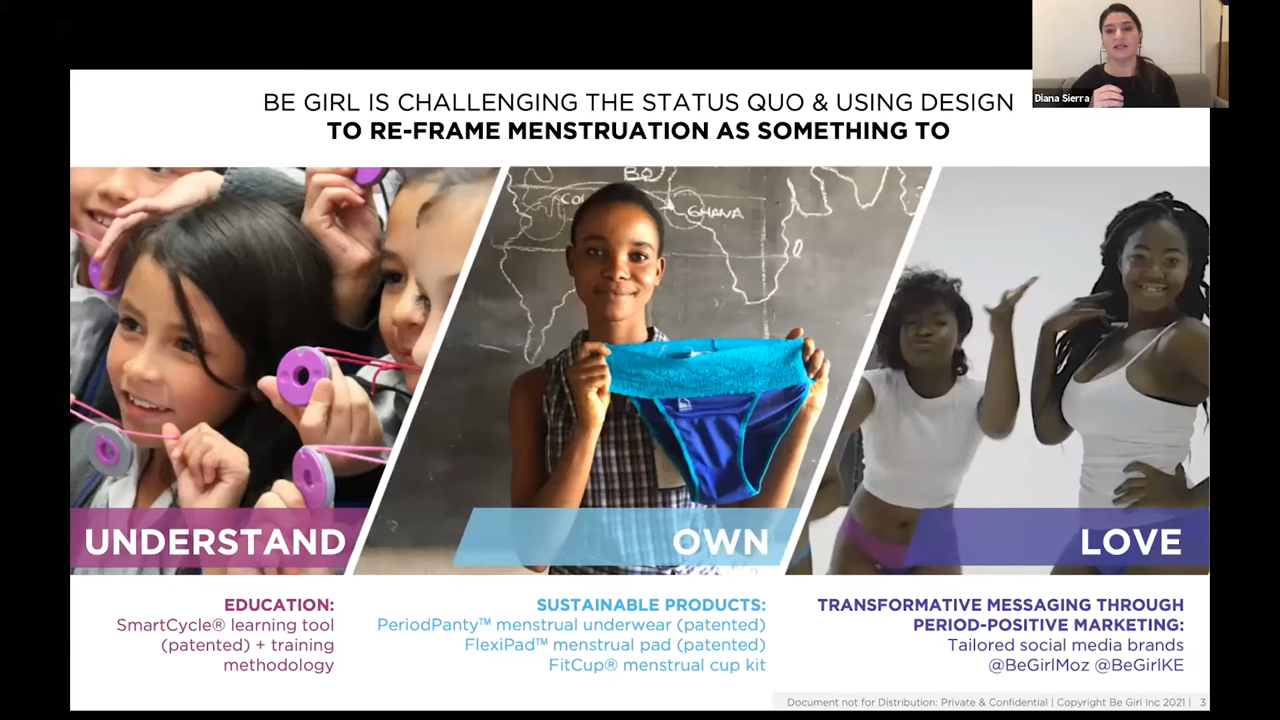 Diana Sierra
BE GIRL IS CHALLENGING THE STATUS QUO & USING DESIGN
TO RE-FRAME MENSTRUATION AS SOMETHING TO
BO
CO
GHANA
UNDERSTAND
OWN
LOVE
EDUCATION:
SmartCycle® learning tool
(patented) + training
methodology
SUSTAINABLE PRODUCTS:
PeriodPanty™ menstrual underwear (patented)
FlexiPad™ menstrual pad (patented)
FitCup® menstrual cup kit
TRANSFORMATIVE MESSAGING THROUGH
PERIOD-POSITIVE MARKETING:
Tailored social media brands
@BeGirlMoz @BeGirlKE
Document not for Distribution: Private & Confidential | Copyright Be Girl Inc 2021 | 3